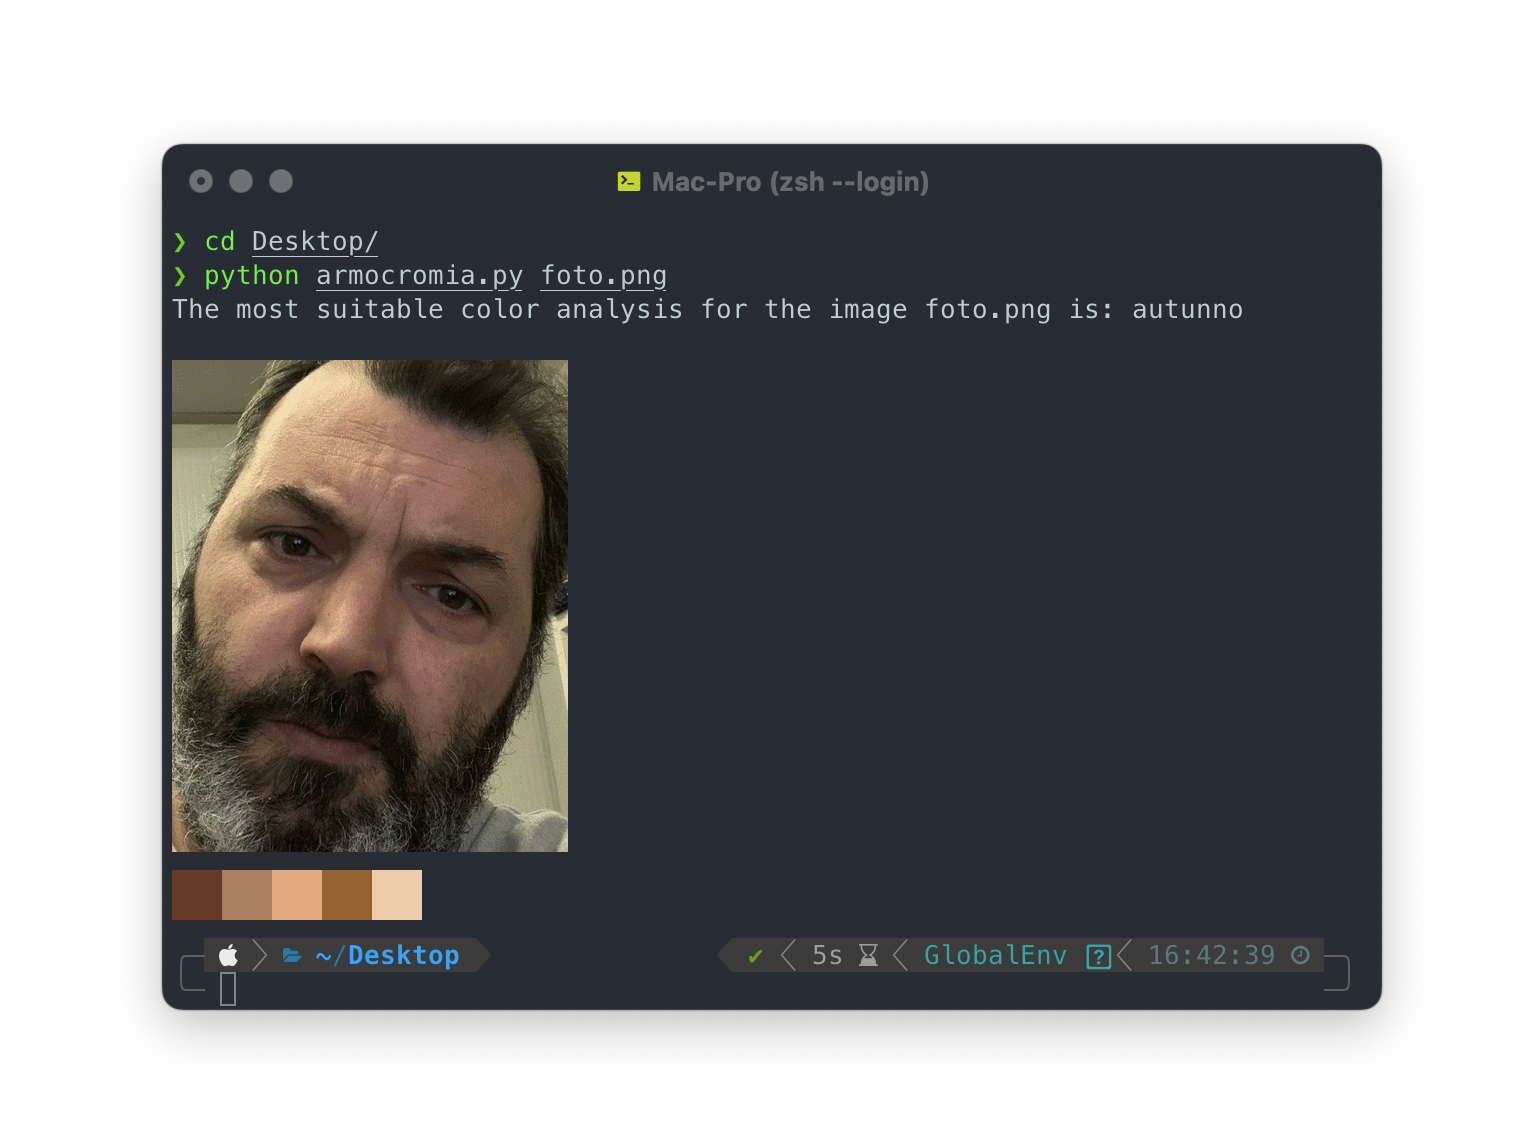 Mac-Pro (zsh --login)
❯ cd Desktop/
❯ python armocromia.py foto.png
The most suitable color analysis for the image foto.png is: autunno
~/Desktop ✔ 5s GlobalEnv ? 16:42:39